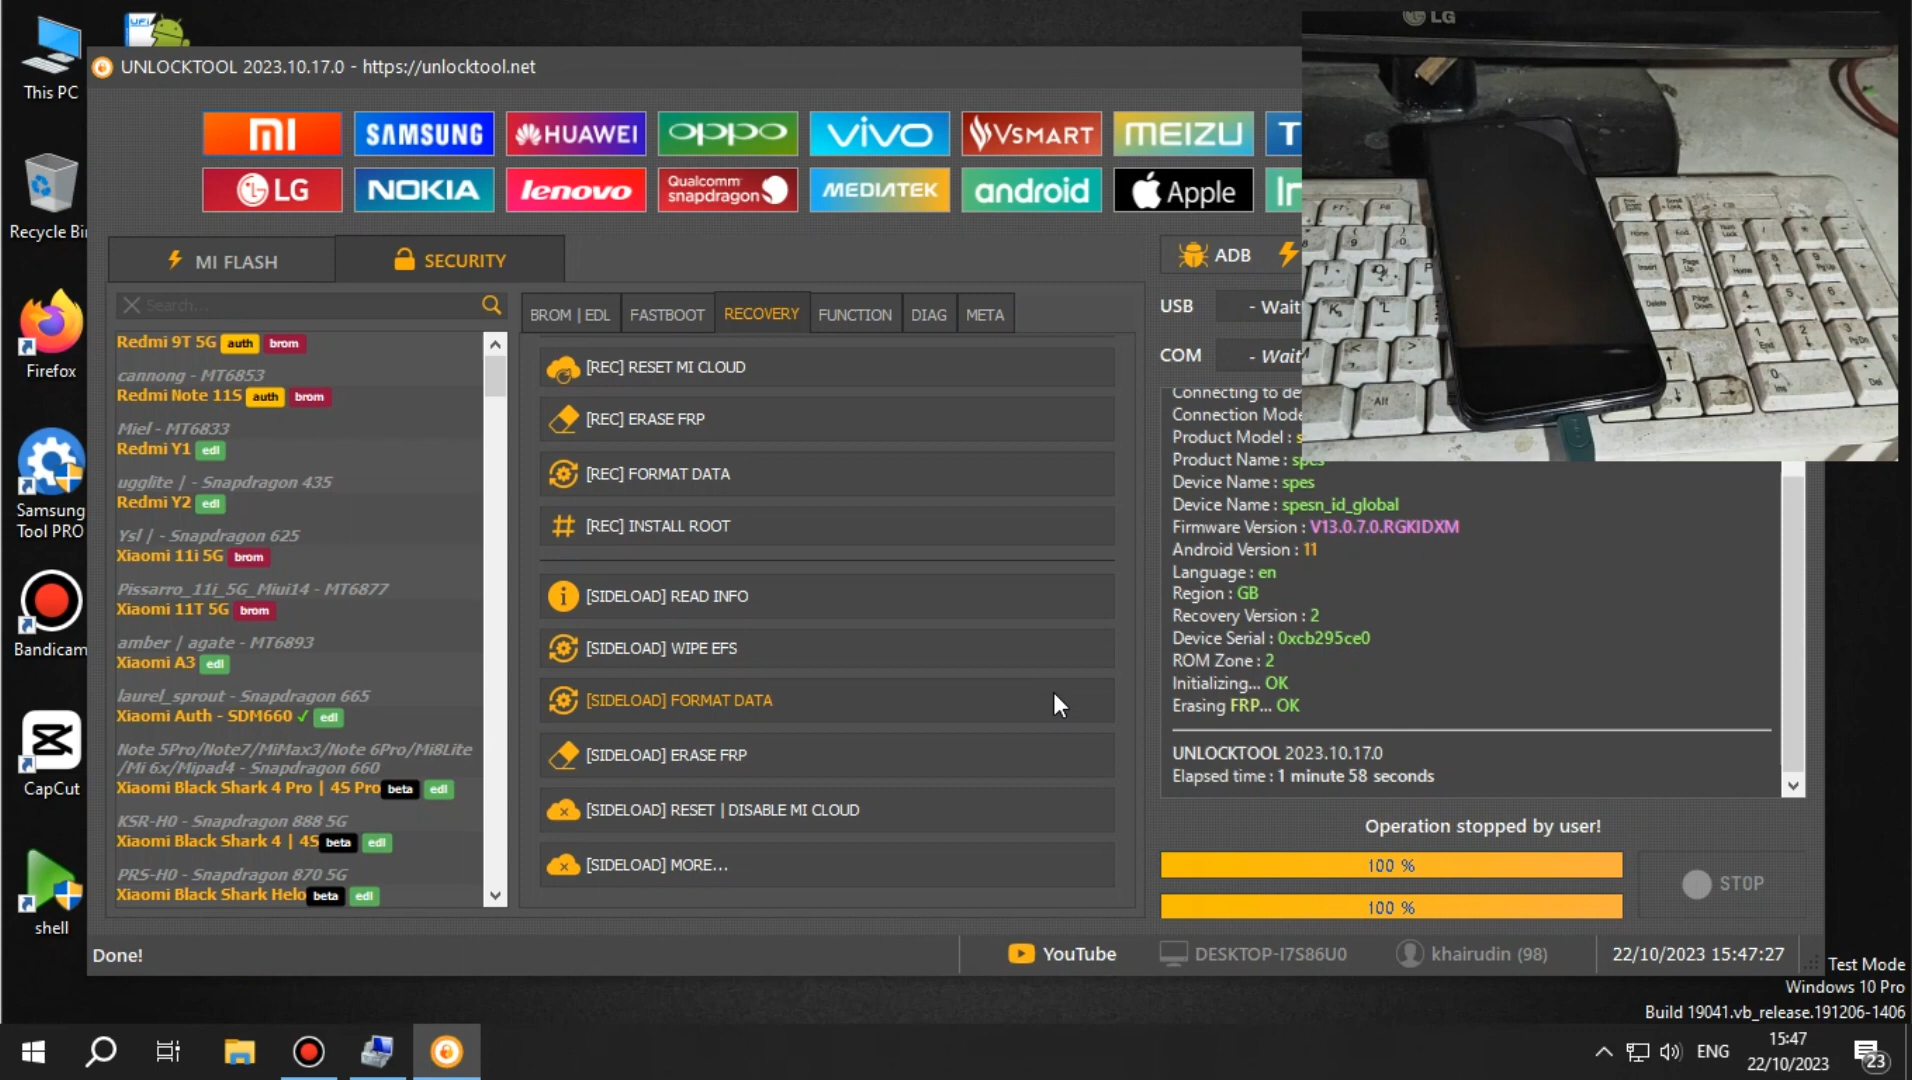 This PC
Recycle Bi
Firefox
Samsung
Tool PRO
Bandicam
CapCut
shell
UNLOCKTOOL 2023.10.17.0 - https://unlocktool.net
MI
SAMSUNG
HUAWEI
oppo
vivo
VSMART
MEIZU
T
LG
NOKIA
lenovo
Qualcomm
snapdragon
MEDIATEK
android
Apple
In
MI FLASH
SECURITY
Search...
Redmi 9T 5G auth brom
cannong - MT6853
Redmi Note 11S auth brom
Miel - MT6833
Redmi Y1 edl
ugglite | - Snapdragon 435
Redmi Y2 edl
Ysl | - Snapdragon 625
Xiaomi 11i 5G brom
Pissarro_11i_5G_Miui14 - MT6877
Xiaomi 11T 5G brom
amber | agate - MT6893
Xiaomi A3 edl
laurel_sprout - Snapdragon 665
Xiaomi Auth - SDM660 ✓ edl
Note 5Pro/Note7/MiMax3/Note 6Pro/Mi8Lite
/Mi 6x/Mipad4 - Snapdragon 660
Xiaomi Black Shark 4 Pro | 4S Pro beta edl
KSR-H0 - Snapdragon 888 5G
Xiaomi Black Shark 4 | 4S beta edl
PRS-H0 - Snapdragon 870 5G
Xiaomi Black Shark Helo beta edl
BROM | EDL
FASTBOOT
RECOVERY
FUNCTION
DIAG
META
[REC] RESET MI CLOUD
[REC] ERASE FRP
[REC] FORMAT DATA
[REC] INSTALL ROOT
[SIDELOAD] READ INFO
[SIDELOAD] WIPE EFS
[SIDELOAD] FORMAT DATA
[SIDELOAD] ERASE FRP
[SIDELOAD] RESET | DISABLE MI CLOUD
[SIDELOAD] MORE...
ADB
USB - Wait
COM - Wait
Connecting to de
Connection Mode
Product Model : s
Product Name : spes
Device Name : spes
Device Name : spesn_id_global
Firmware Version : V13.0.7.0.RGKIDXM
Android Version : 11
Language : en
Region : GB
Recovery Version : 2
Device Serial : 0xcb295ce0
ROM Zone : 2
Initializing... OK
Erasing FRP... OK
UNLOCKTOOL 2023.10.17.0
Elapsed time : 1 minute 58 seconds
Operation stopped by user!
100 %
100 %
STOP
Done!
YouTube
DESKTOP-I7S86U0
khairudin (98)
22/10/2023 15:47:27
Test Mode
Windows 10 Pro
Build 19041.vb_release.191206-1406
ENG
15:47
22/10/2023
23
LG